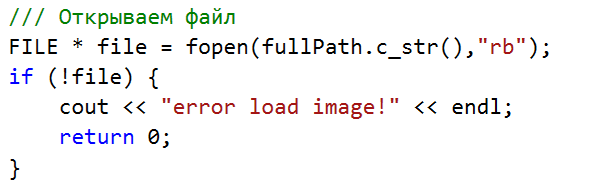 /// Открываем файл
FILE * file = fopen(fullPath.c_str(),"rb");
if (!file) {
    cout << "error load image!" << endl;
    return 0;
}